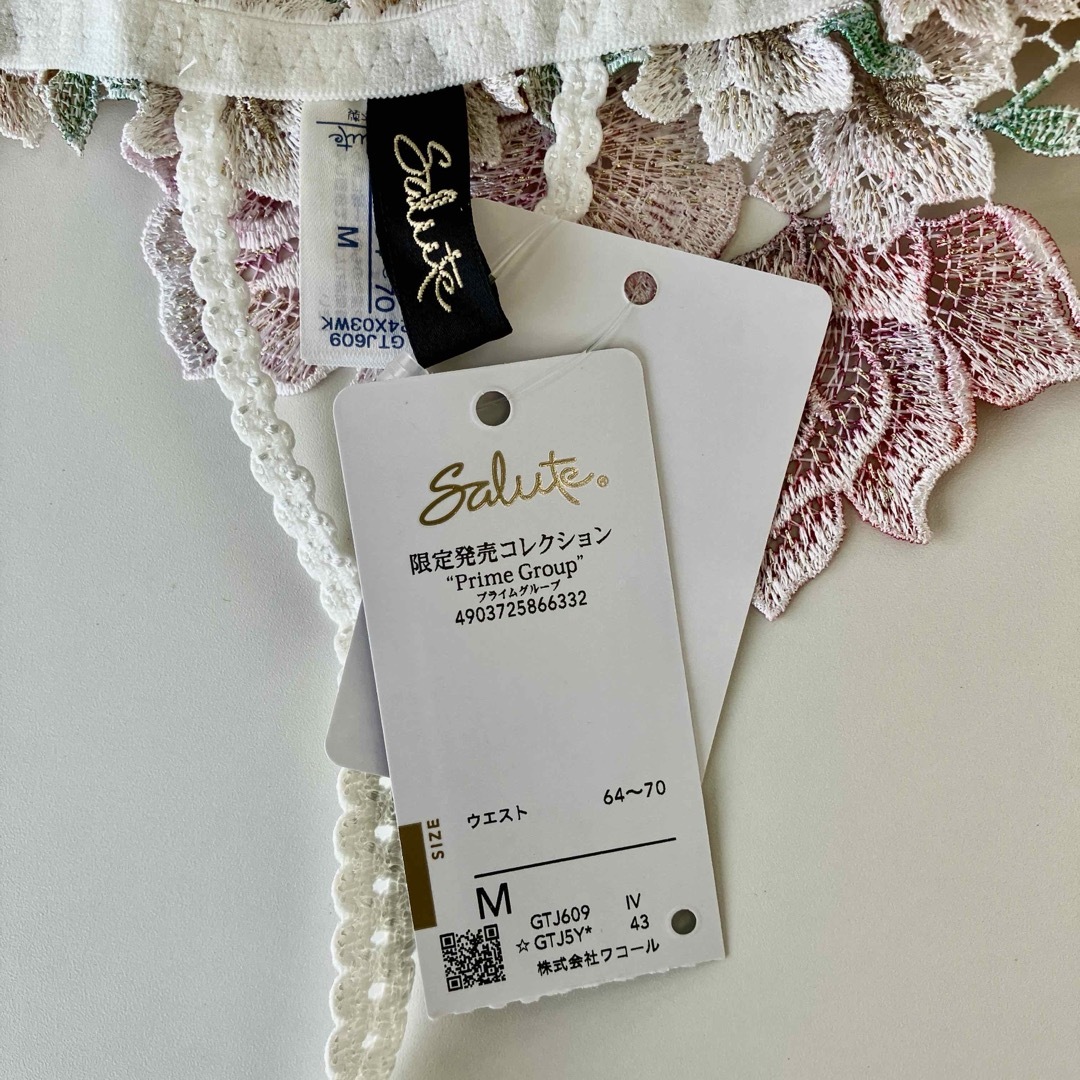 Salute
M
70
GTJ609
24X03WK
Salute®
限定発売コレクション
“Prime Group”
プライムグループ
4903725866332
SIZE
ウエスト 64～70
M
GTJ609 IV
☆GTJ5Y* 43
株式会社ワコール